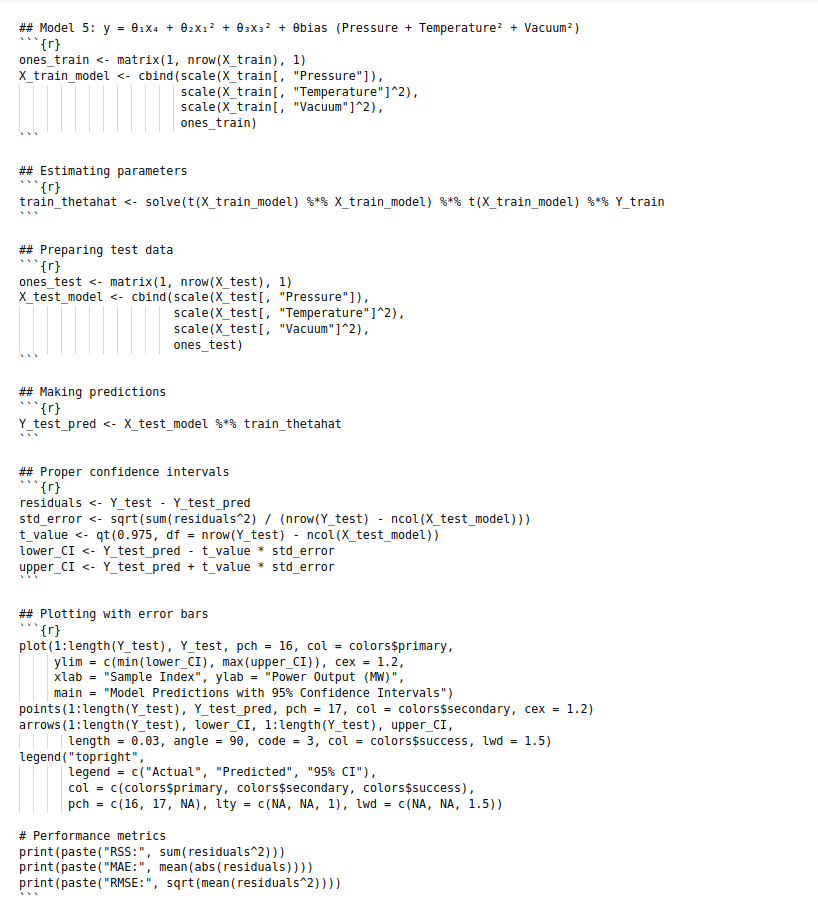 ## Model 5: y = θ₁x₄ + θ₂x₁² + θ₃x₃² + θbias (Pressure + Temperature² + Vacuum²)
```{r}
ones_train <- matrix(1, nrow(X_train), 1)
X_train_model <- cbind(scale(X_train[, "Pressure"]),
                       scale(X_train[, "Temperature"]^2),
                       scale(X_train[, "Vacuum"]^2),
                       ones_train)
```

## Estimating parameters
```{r}
train_thetahat <- solve(t(X_train_model) %*% X_train_model) %*% t(X_train_model) %*% Y_train
```

## Preparing test data
```{r}
ones_test <- matrix(1, nrow(X_test), 1)
X_test_model <- cbind(scale(X_test[, "Pressure"]),
                      scale(X_test[, "Temperature"]^2),
                      scale(X_test[, "Vacuum"]^2),
                      ones_test)
```

## Making predictions
```{r}
Y_test_pred <- X_test_model %*% train_thetahat
```

## Proper confidence intervals
```{r}
residuals <- Y_test - Y_test_pred
std_error <- sqrt(sum(residuals^2) / (nrow(Y_test) - ncol(X_test_model)))
t_value <- qt(0.975, df = nrow(Y_test) - ncol(X_test_model))
lower_CI <- Y_test_pred - t_value * std_error
upper_CI <- Y_test_pred + t_value * std_error
```

## Plotting with error bars
```{r}
plot(1:length(Y_test), Y_test, pch = 16, col = colors$primary,
     ylim = c(min(lower_CI), max(upper_CI)), cex = 1.2,
     xlab = "Sample Index", ylab = "Power Output (MW)",
     main = "Model Predictions with 95% Confidence Intervals")
points(1:length(Y_test), Y_test_pred, pch = 17, col = colors$secondary, cex = 1.2)
arrows(1:length(Y_test), lower_CI, 1:length(Y_test), upper_CI,
       length = 0.03, angle = 90, code = 3, col = colors$success, lwd = 1.5)
legend("topright",
       legend = c("Actual", "Predicted", "95% CI"),
       col = c(colors$primary, colors$secondary, colors$success),
       pch = c(16, 17, NA), lty = c(NA, NA, 1), lwd = c(NA, NA, 1.5))

# Performance metrics
print(paste("RSS:", sum(residuals^2)))
print(paste("MAE:", mean(abs(residuals))))
print(paste("RMSE:", sqrt(mean(residuals^2))))
```